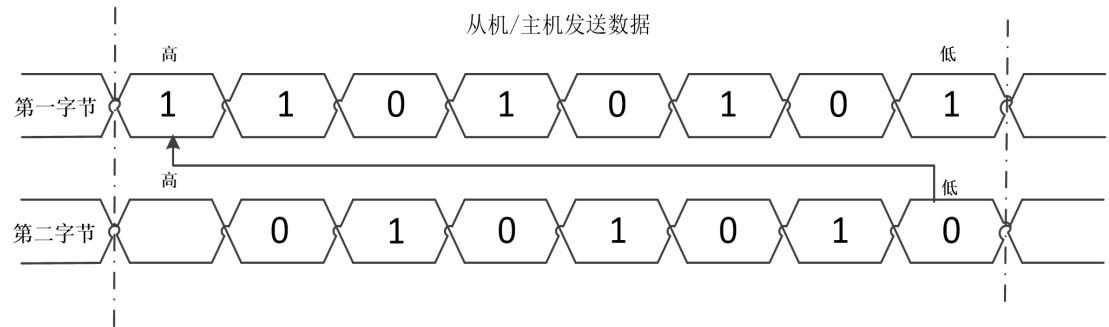 从机/主机发送数据
高 低
第一字节 1 1 0 1 0 1 0 1
高 低
第二字节 0 1 0 1 0 1 0